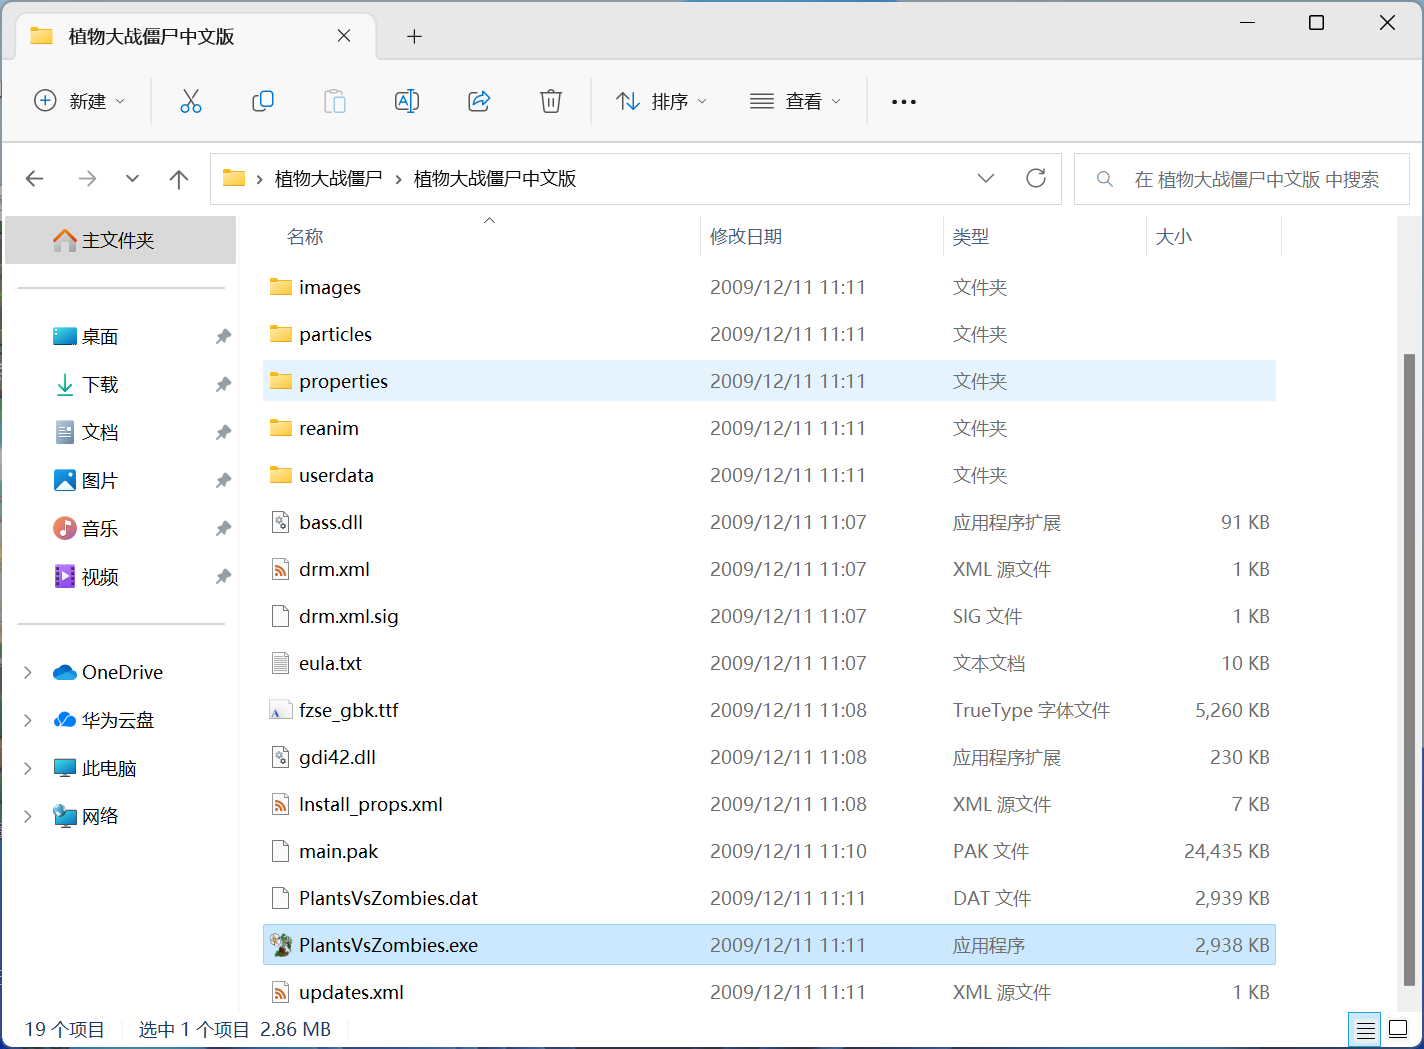 植物大战僵尸中文版
新建
排序
查看
植物大战僵尸 植物大战僵尸中文版
在 植物大战僵尸中文版 中搜索
主文件夹
桌面
下载
文档
图片
音乐
视频
OneDrive
华为云盘
此电脑
网络
名称 修改日期 类型 大小
images 2009/12/11 11:11 文件夹
particles 2009/12/11 11:11 文件夹
properties 2009/12/11 11:11 文件夹
reanim 2009/12/11 11:11 文件夹
userdata 2009/12/11 11:11 文件夹
bass.dll 2009/12/11 11:07 应用程序扩展 91 KB
drm.xml 2009/12/11 11:07 XML 源文件 1 KB
drm.xml.sig 2009/12/11 11:07 SIG 文件 1 KB
eula.txt 2009/12/11 11:07 文本文档 10 KB
fzse_gbk.ttf 2009/12/11 11:08 TrueType 字体文件 5,260 KB
gdi42.dll 2009/12/11 11:08 应用程序扩展 230 KB
Install_props.xml 2009/12/11 11:08 XML 源文件 7 KB
main.pak 2009/12/11 11:10 PAK 文件 24,435 KB
PlantsVsZombies.dat 2009/12/11 11:11 DAT 文件 2,939 KB
PlantsVsZombies.exe 2009/12/11 11:11 应用程序 2,938 KB
updates.xml 2009/12/11 11:11 XML 源文件 1 KB
19 个项目 选中 1 个项目 2.86 MB